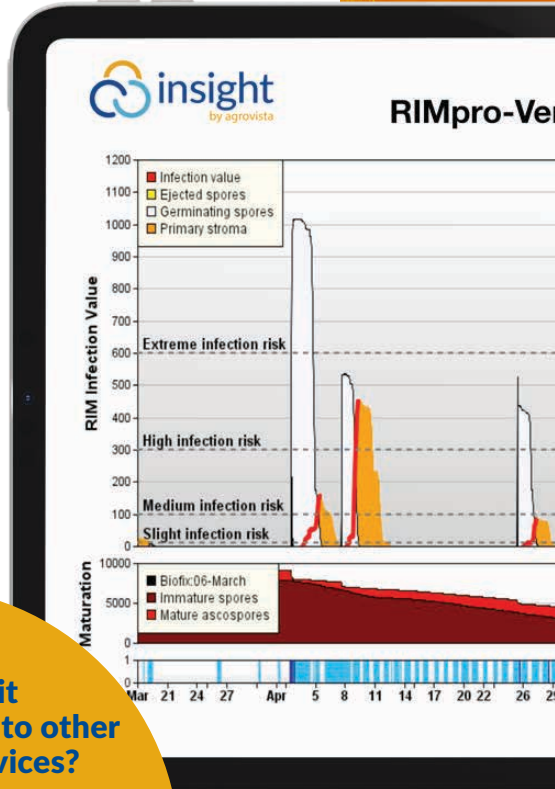 insight
by agrovista
RIMpro-Ver
1200
1100
1000
900
800
700
600
500
400
300
200
100
0
RIM Infection Value
Infection value
Ejected spores
Germinating spores
Primary stroma
Extreme infection risk
High infection risk
Medium infection risk
Slight infection risk
10000
5000
0
Maturation
Biofix:06-March
Immature spores
Mature ascospores
1
0
Mar 21 24 27 Apr 5 8 11 14 17 20 22 26 29
it
to other
vices?